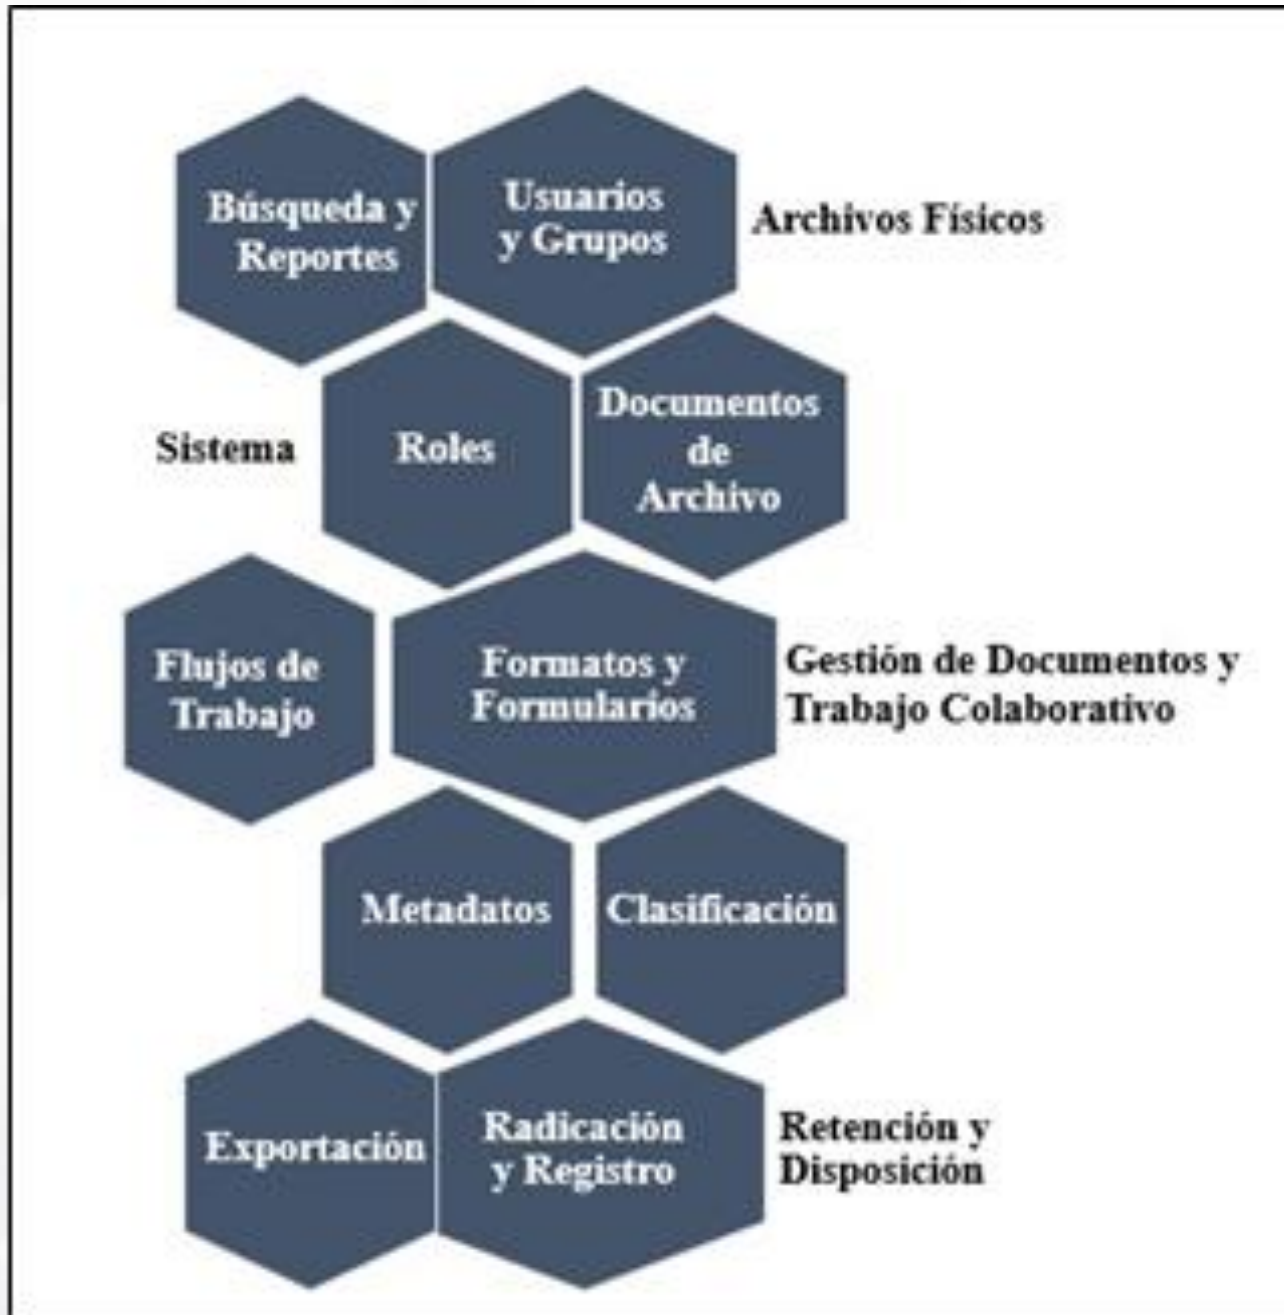 Búsqueda y
Reportes
Usuarios
y Grupos
Archivos Físicos
Sistema
Roles
Documentos
de
Archivo
Flujos de
Trabajo
Formatos y
Formularios
Gestión de Documentos y
Trabajo Colaborativo
Metadatos
Clasificación
Exportación
Radicación
y Registro
Retención y
Disposición